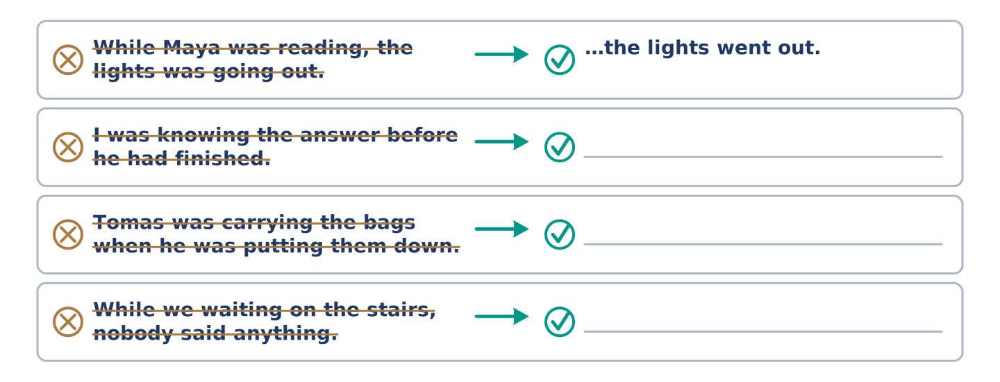 While Maya was reading, the
lights was going out.
…the lights went out.
I was knowing the answer before
he had finished.
Tomas was carrying the bags
when he was putting them down.
While we waiting on the stairs,
nobody said anything.